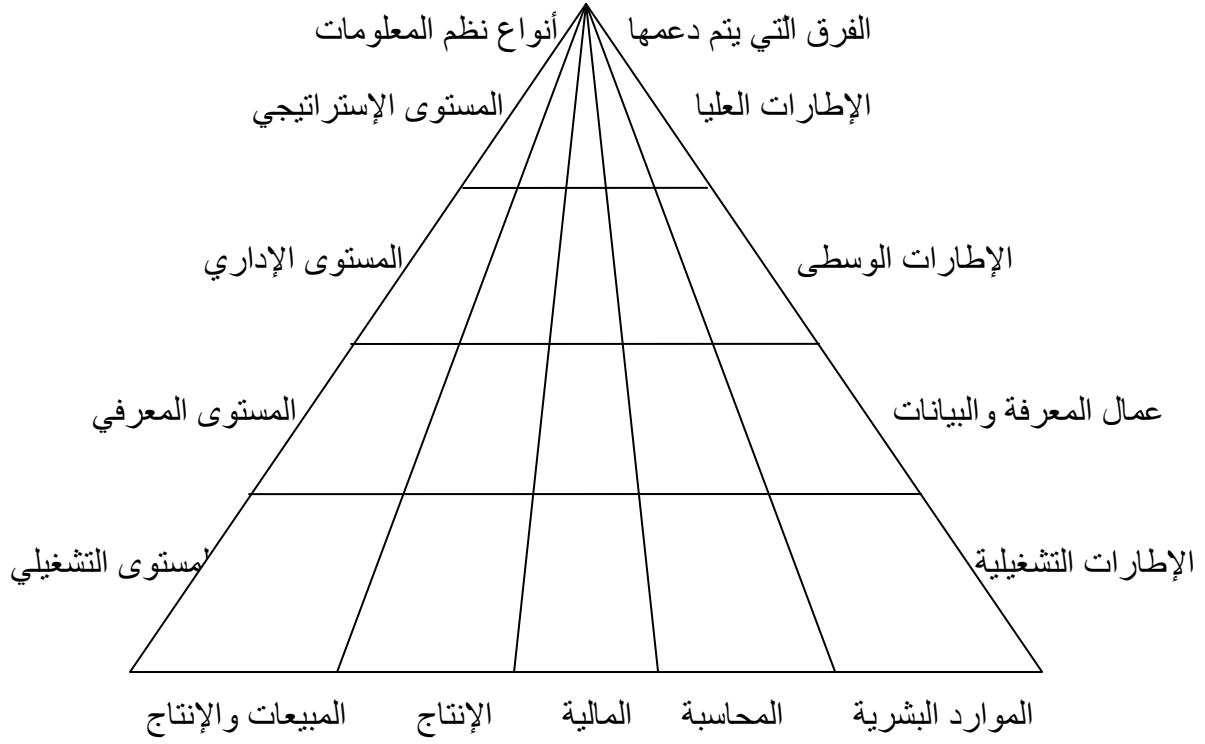 الفرق التي يتم دعمها
أنواع نظم المعلومات
الإطارات العليا
المستوى الإستراتيجي
الإطارات الوسطى
المستوى الإداري
عمال المعرفة والبيانات
المستوى المعرفي
الإطارات التشغيلية
لمستوى التشغيلي
الموارد البشرية
المحاسبة
المالية
الإنتاج
المبيعات والإنتاج